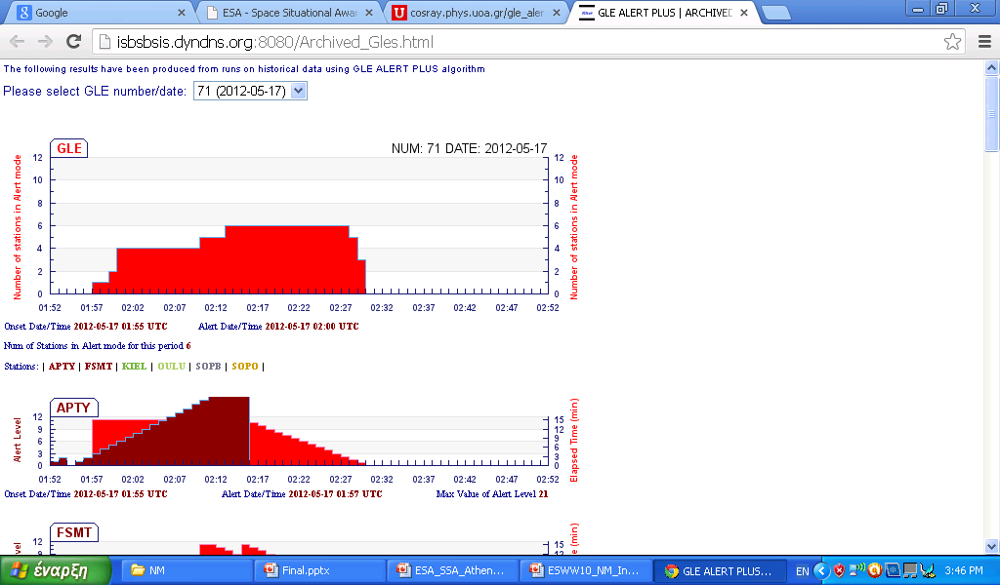 Google
ESA - Space Situational Awar
cosray.phys.uoa.gr/gle_aler
GLE ALERT PLUS | ARCHIVED
isbsbsis.dyndns.org:8080/Archived_Gles.html
The following results have been produced from runs on historical data using GLE ALERT PLUS algorithm
Please select GLE number/date: 71 (2012-05-17)
GLE
NUM: 71 DATE: 2012-05-17
Number of stations in Alert mode
12 10 8 6 4 2 0
12 10 8 6 4 2 0
Number of stations in Alert mode
01:52 01:57 02:02 02:07 02:12 02:17 02:22 02:27 02:32 02:37 02:42 02:47 02:52
Onset Date/Time 2012-05-17 01:55 UTC Alert Date/Time 2012-05-17 02:00 UTC
Num of Stations in Alert mode for this period 6
Stations: | APTY | FSMT | KIEL | OULU | SOPB | SOPO |
APTY
Alert Level
12 9 6 3 0
15 12 9 6 3 0
Elapsed Time (min)
01:52 01:57 02:02 02:07 02:12 02:17 02:22 02:27 02:32 02:37 02:42 02:47 02:52
Onset Date/Time 2012-05-17 01:55 UTC Alert Date/Time 2012-05-17 01:57 UTC Max Value of Alert Level 21
FSMT
vel
12
15 12
e (min)
έναρξη
NM
Final.pptx
ESA_SSA_Athen...
ESWW10_NM_In...
GLE ALERT PLUS...
EN
3:46 PM